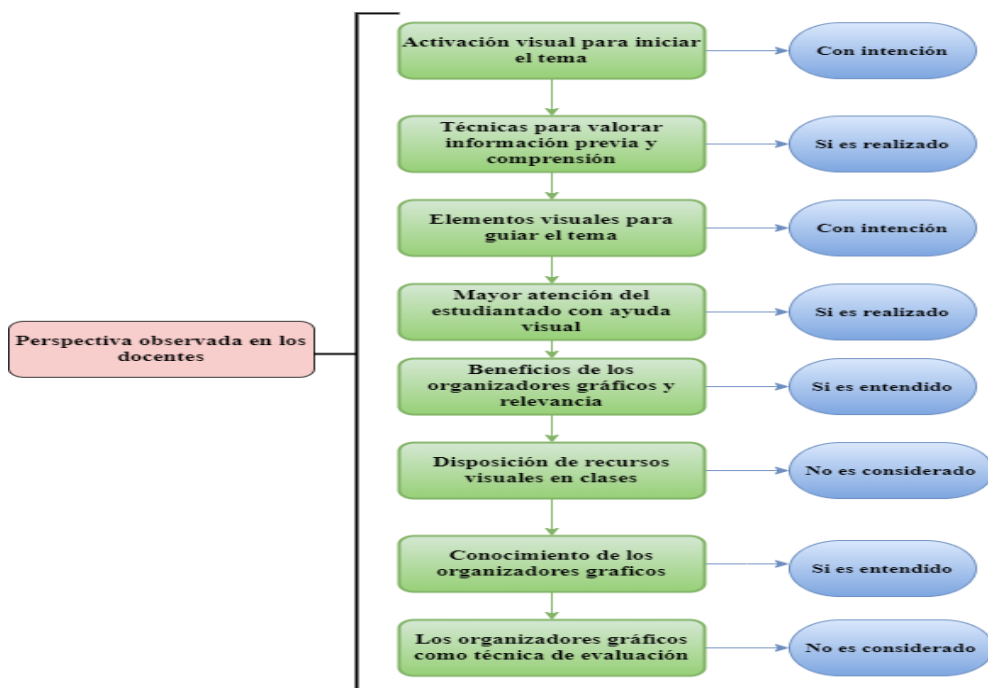 Perspectiva observada en los
docentes
Activación visual para iniciar
el tema
Con intención
Técnicas para valorar
información previa y
comprensión
Si es realizado
Elementos visuales para
guiar el tema
Con intención
Mayor atención del
estudiantado con ayuda
visual
Si es realizado
Beneficios de los
organizadores gráficos y
relevancia
Si es entendido
Disposición de recursos
visuales en clases
No es considerado
Conocimiento de los
organizadores graficos
Si es entendido
Los organizadores gráficos
como técnica de evaluación
No es considerado